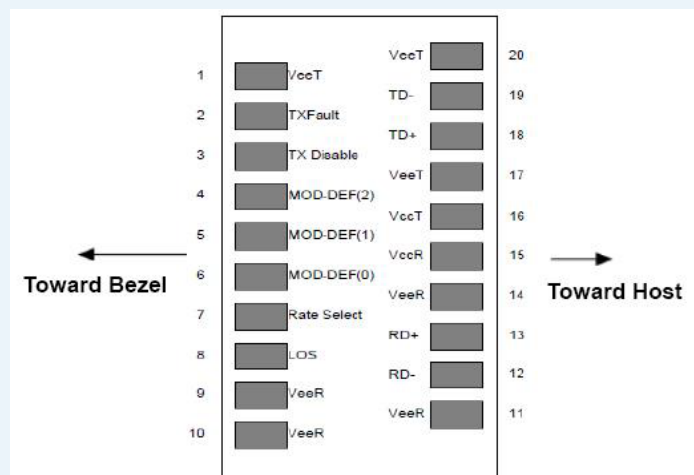 1 VeeT
2 TXFault
3 TX Disable
4 MOD-DEF(2)
5 MOD-DEF(1)
6 MOD-DEF(0)
7 Rate Select
8 LOS
9 VeeR
10 VeeR
Toward Bezel
VeeT 20
TD- 19
TD+ 18
VeeT 17
VccT 16
VccR 15
VeeR 14
RD+ 13
RD- 12
VeeR 11
Toward Host